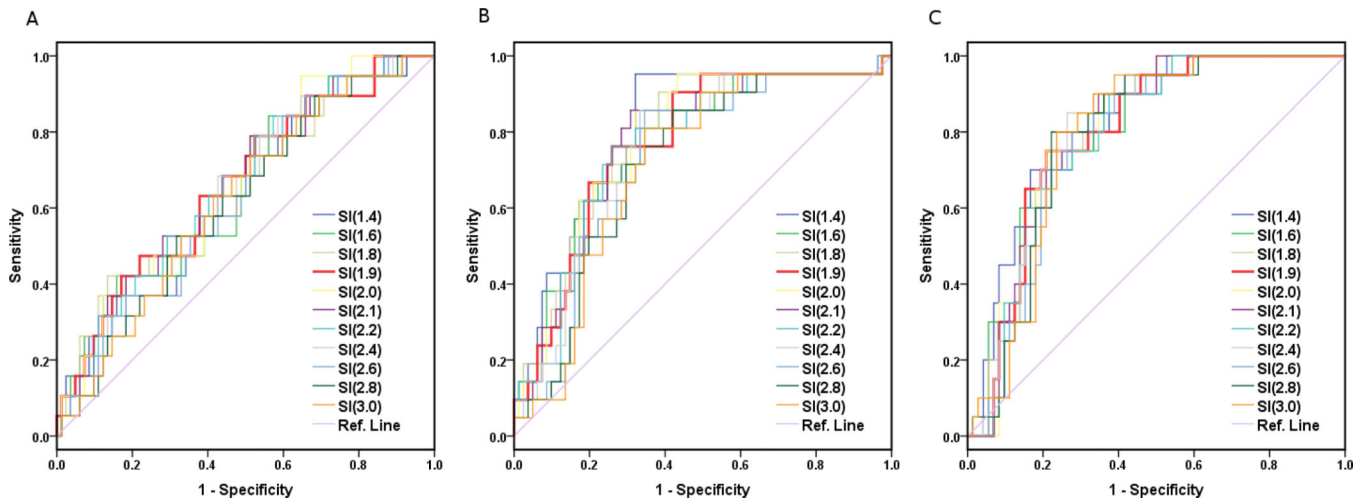 A
1.0
0.8
0.6
0.4
0.2
0.0
Sensitivity
0.0 0.2 0.4 0.6 0.8 1.0
1 - Specificity
SI(1.4)
SI(1.6)
SI(1.8)
SI(1.9)
SI(2.0)
SI(2.1)
SI(2.2)
SI(2.4)
SI(2.6)
SI(2.8)
SI(3.0)
Ref. Line
B
1.0
0.8
0.6
0.4
0.2
0.0
Sensitivity
0.0 0.2 0.4 0.6 0.8 1.0
1 - Specificity
SI(1.4)
SI(1.6)
SI(1.8)
SI(1.9)
SI(2.0)
SI(2.1)
SI(2.2)
SI(2.4)
SI(2.6)
SI(2.8)
SI(3.0)
Ref. Line
C
1.0
0.8
0.6
0.4
0.2
0.0
Sensitivity
0.0 0.2 0.4 0.6 0.8 1.0
1 - Specificity
SI(1.4)
SI(1.6)
SI(1.8)
SI(1.9)
SI(2.0)
SI(2.1)
SI(2.2)
SI(2.4)
SI(2.6)
SI(2.8)
SI(3.0)
Ref. Line